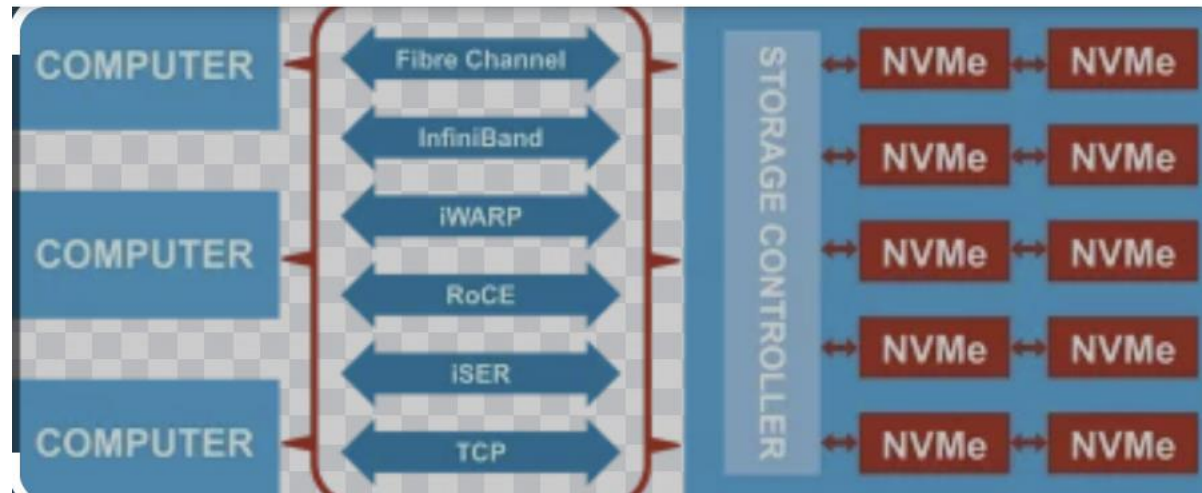 COMPUTER
COMPUTER
COMPUTER
Fibre Channel
InfiniBand
iWARP
RoCE
iSER
TCP
STORAGE CONTROLLER
NVMe NVMe
NVMe NVMe
NVMe NVMe
NVMe NVMe
NVMe NVMe